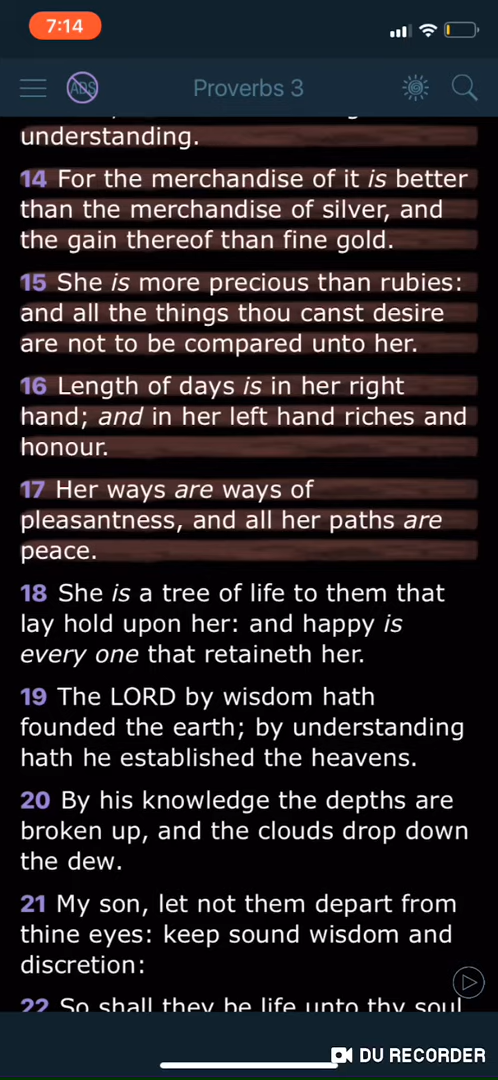 7:14
ADS
Proverbs 3
understanding.
14 For the merchandise of it is better
than the merchandise of silver, and
the gain thereof than fine gold.
15 She is more precious than rubies:
and all the things thou canst desire
are not to be compared unto her.
16 Length of days is in her right
hand; and in her left hand riches and
honour.
17 Her ways are ways of
pleasantness, and all her paths are
peace.
18 She is a tree of life to them that
lay hold upon her: and happy is
every one that retaineth her.
19 The LORD by wisdom hath
founded the earth; by understanding
hath he established the heavens.
20 By his knowledge the depths are
broken up, and the clouds drop down
the dew.
21 My son, let not them depart from
thine eyes: keep sound wisdom and
discretion:
22 So shall they be life unto thy soul,
DU RECORDER